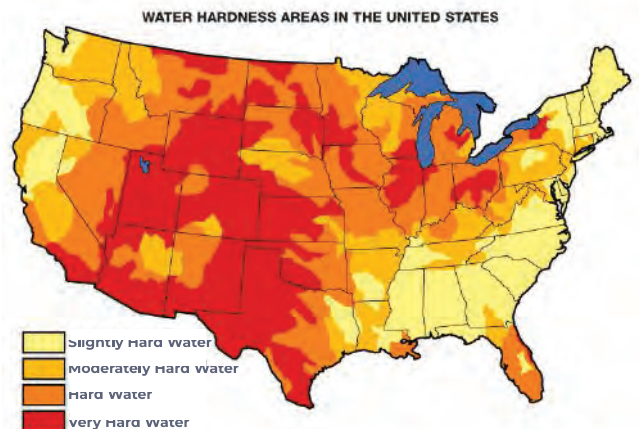 WATER HARDNESS AREAS IN THE UNITED STATES
Slightly Hard Water
Moderately Hard Water
Hard Water
Very Hard Water